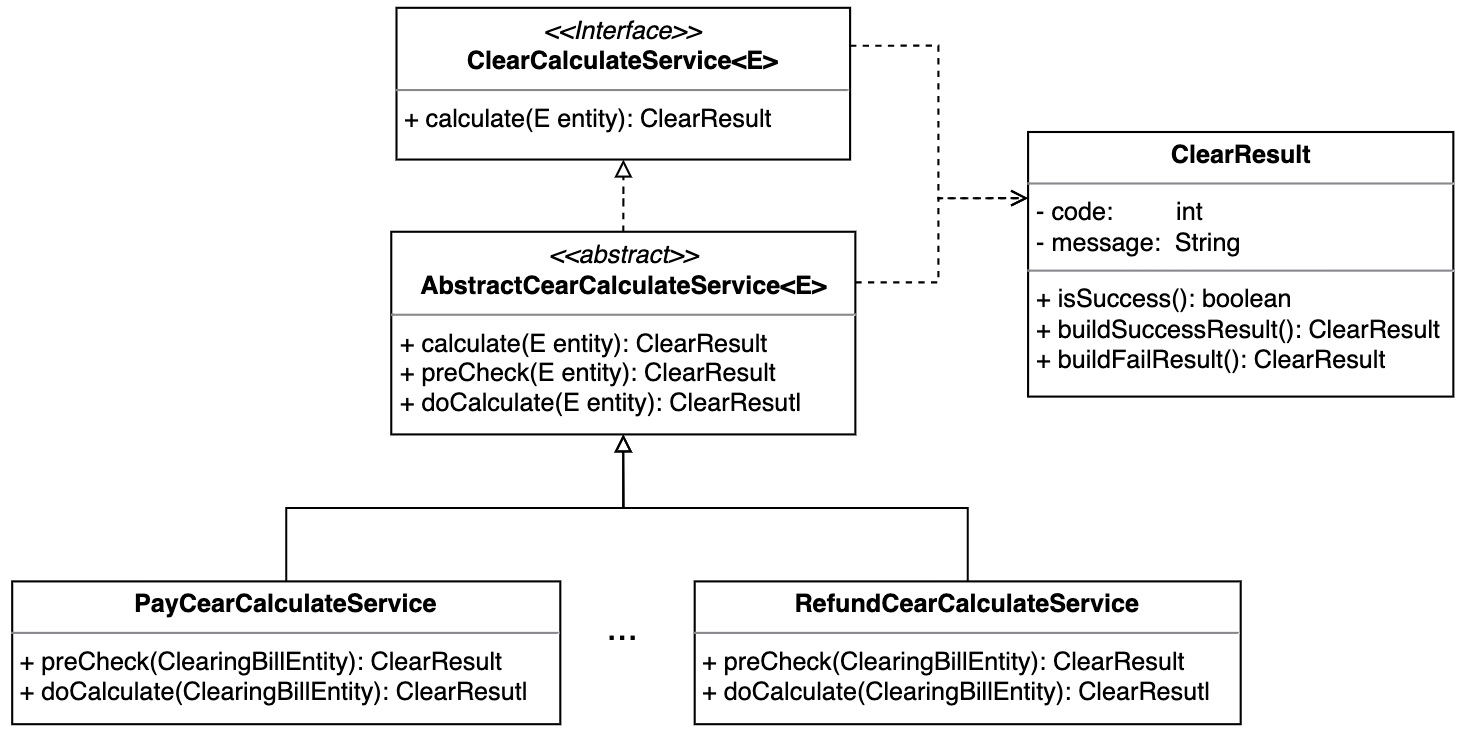 <<Interface>>
ClearCalculateService<E>
+ calculate(E entity): ClearResult
<<abstract>>
AbstractCearCalculateService<E>
+ calculate(E entity): ClearResult
+ preCheck(E entity): ClearResult
+ doCalculate(E entity): ClearResutl
ClearResult
- code: int
- message: String
+ isSuccess(): boolean
+ buildSuccessResult(): ClearResult
+ buildFailResult(): ClearResult
PayCearCalculateService
+ preCheck(ClearingBillEntity): ClearResult
+ doCalculate(ClearingBillEntity): ClearResutl
...
RefundCearCalculateService
+ preCheck(ClearingBillEntity): ClearResult
+ doCalculate(ClearingBillEntity): ClearResutl